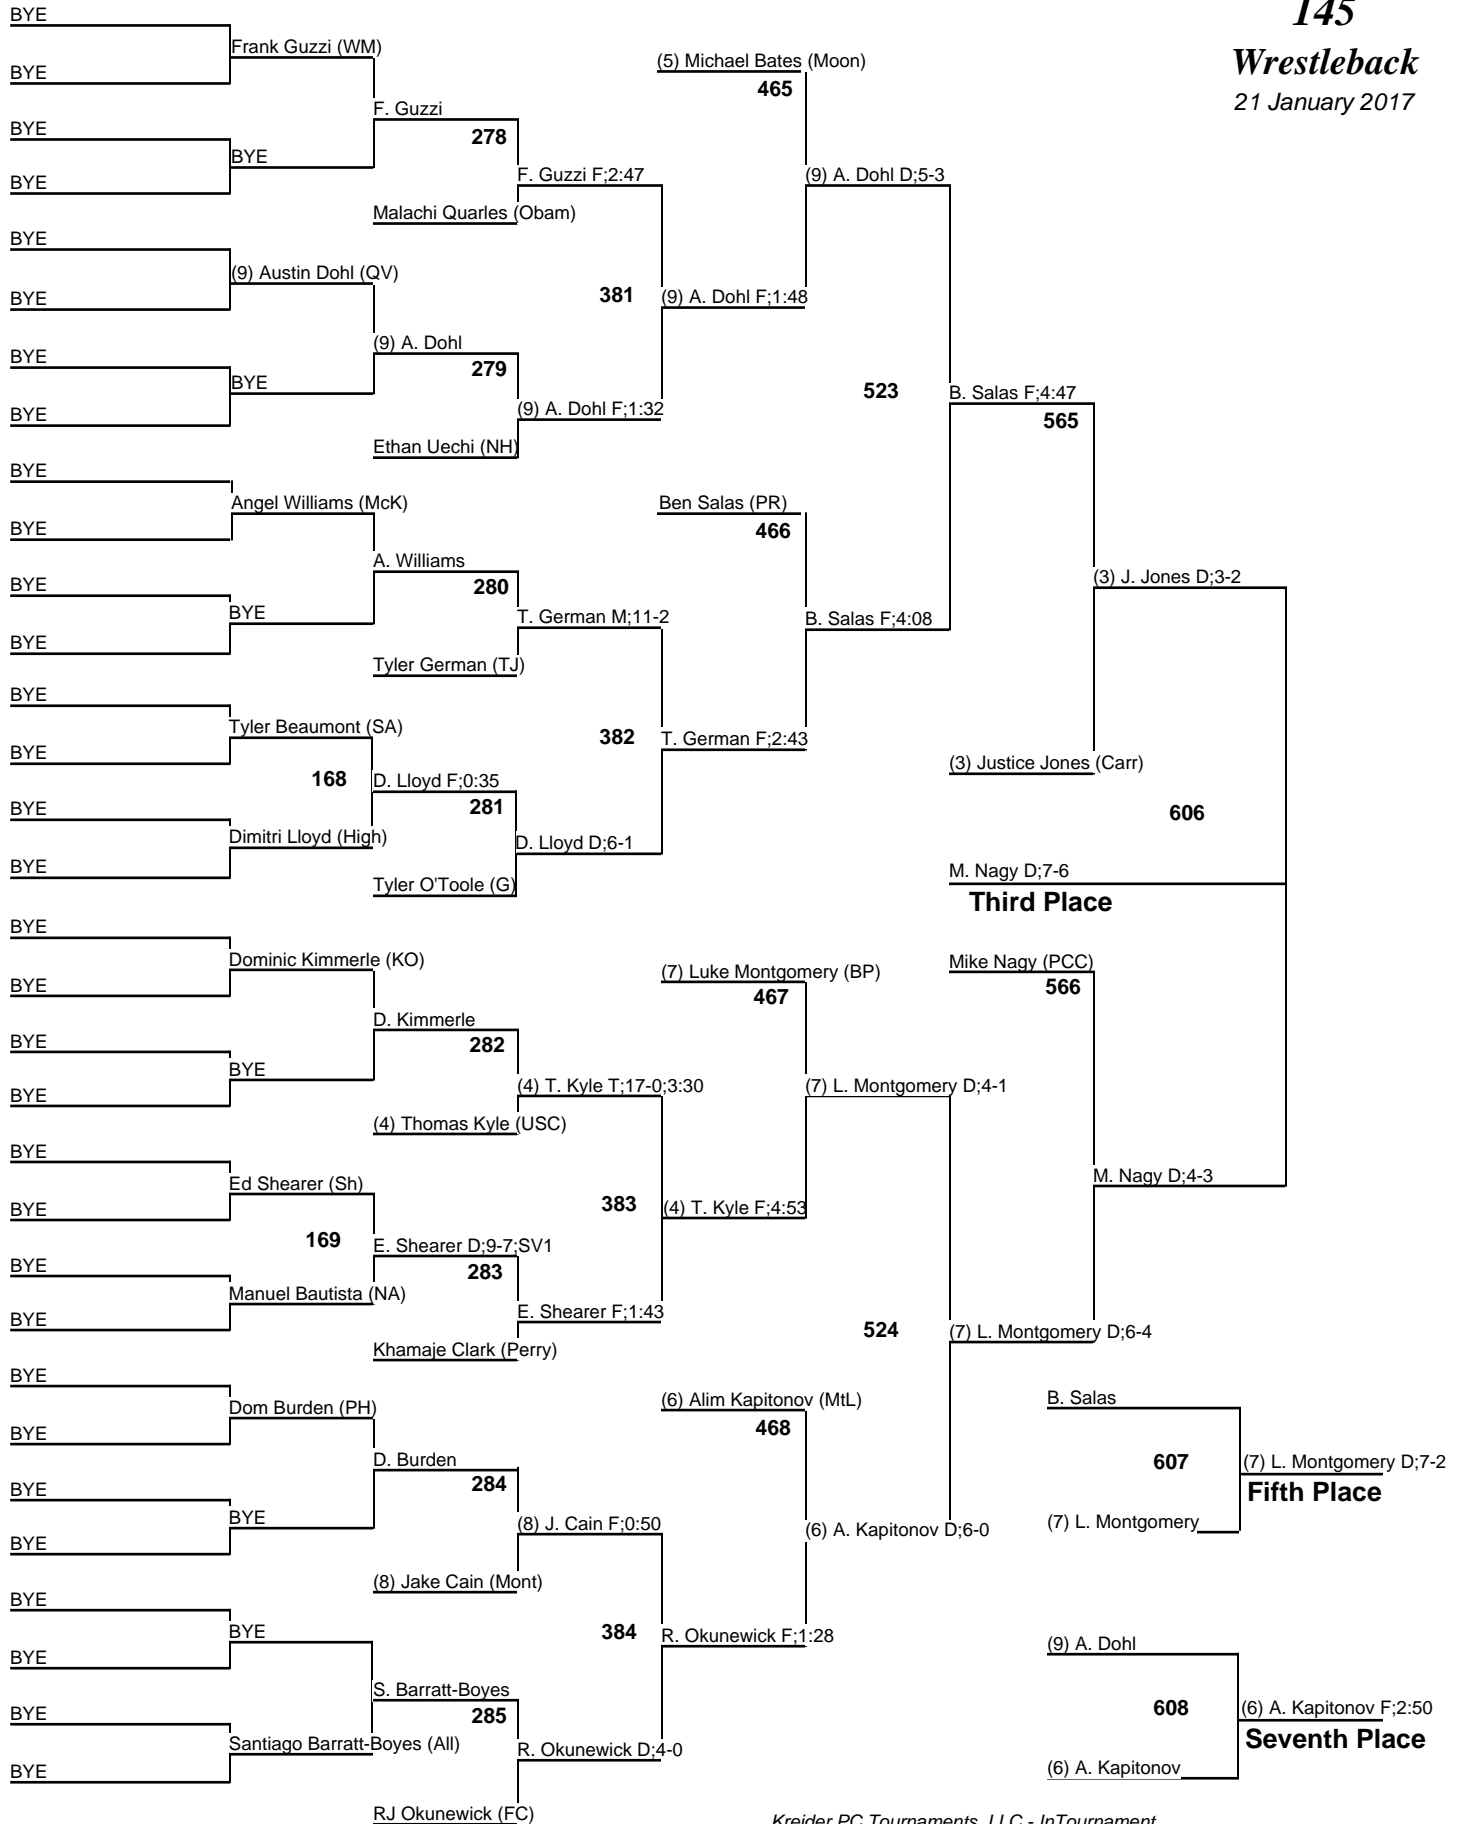 145
Wrestleback
21 January 2017
BYE
Frank Guzzi (WM)
BYE
F. Guzzi
278
BYE
BYE
BYE
F. Guzzi F;2:47
Malachi Quarles (Obam)
BYE
(9) Austin Dohl (QV)
BYE
381
(9) A. Dohl F;1:48
(9) A. Dohl
279
BYE
BYE
BYE
(9) A. Dohl F;1:32
Ethan Uechi (NH)
(5) Michael Bates (Moon)
465
(9) A. Dohl D;5-3
523
B. Salas F;4:47
565
BYE
Angel Williams (McK)
BYE
A. Williams
280
BYE
BYE
BYE
T. German M;11-2
Tyler German (TJ)
Ben Salas (PR)
466
B. Salas F;4:08
BYE
Tyler Beaumont (SA)
BYE
382
T. German F;2:43
168
D. Lloyd F;0:35
281
BYE
Dimitri Lloyd (High)
BYE
D. Lloyd D;6-1
Tyler O'Toole (G)
(3) J. Jones D;3-2
(3) Justice Jones (Carr)
606
M. Nagy D;7-6
Third Place
BYE
Dominic Kimmerle (KO)
BYE
D. Kimmerle
282
BYE
BYE
BYE
(4) T. Kyle T;17-0;3:30
(4) Thomas Kyle (USC)
(7) Luke Montgomery (BP)
467
(7) L. Montgomery D;4-1
Mike Nagy (PCC)
566
M. Nagy D;4-3
BYE
Ed Shearer (Sh)
BYE
383
(4) T. Kyle F;4:53
169
E. Shearer D;9-7;SV1
283
BYE
Manuel Bautista (NA)
BYE
E. Shearer F;1:43
Khamaje Clark (Perry)
524
(7) L. Montgomery D;6-4
BYE
Dom Burden (PH)
BYE
D. Burden
284
BYE
BYE
BYE
(8) J. Cain F;0:50
(8) Jake Cain (Mont)
(6) Alim Kapitonov (MtL)
468
(6) A. Kapitonov D;6-0
B. Salas
607
(7) L. Montgomery D;7-2
Fifth Place
(7) L. Montgomery
BYE
BYE
BYE
384
R. Okunewick F;1:28
S. Barratt-Boyes
285
BYE
Santiago Barratt-Boyes (All)
BYE
R. Okunewick D;4-0
RJ Okunewick (FC)
(9) A. Dohl
608
(6) A. Kapitonov F;2:50
Seventh Place
(6) A. Kapitonov
Kreider PC Tournaments, LLC - InTournament